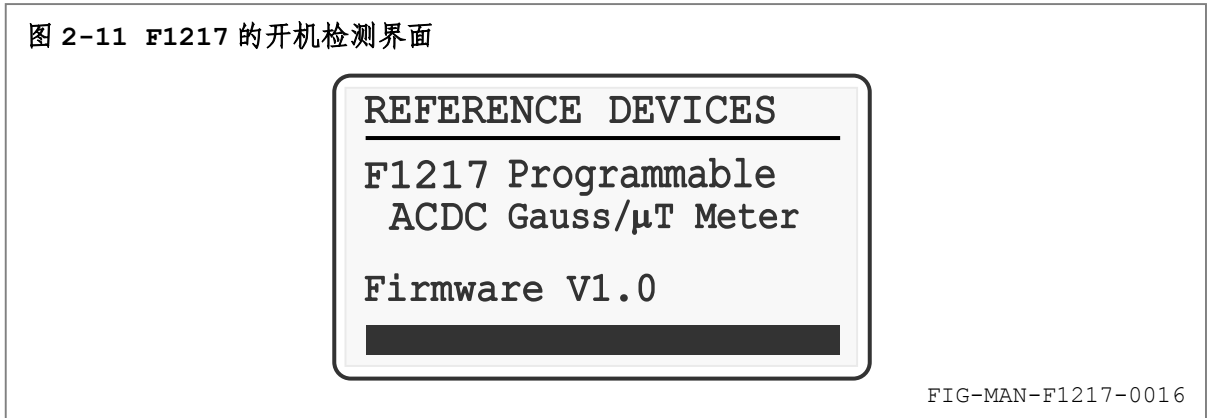 图 2-11 F1217 的开机检测界面
REFERENCE DEVICES
F1217 Programmable
ACDC Gauss/μT Meter
Firmware V1.0
FIG-MAN-F1217-0016